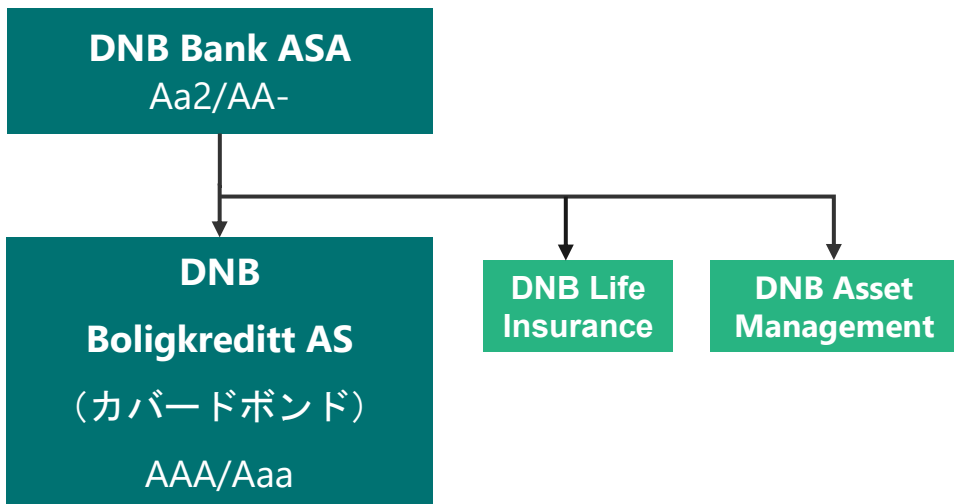 DNB Bank ASA
Aa2/AA-
DNB
Boligkreditt AS
（カバードボンド）
AAA/Aaa
DNB Life
Insurance
DNB Asset
Management